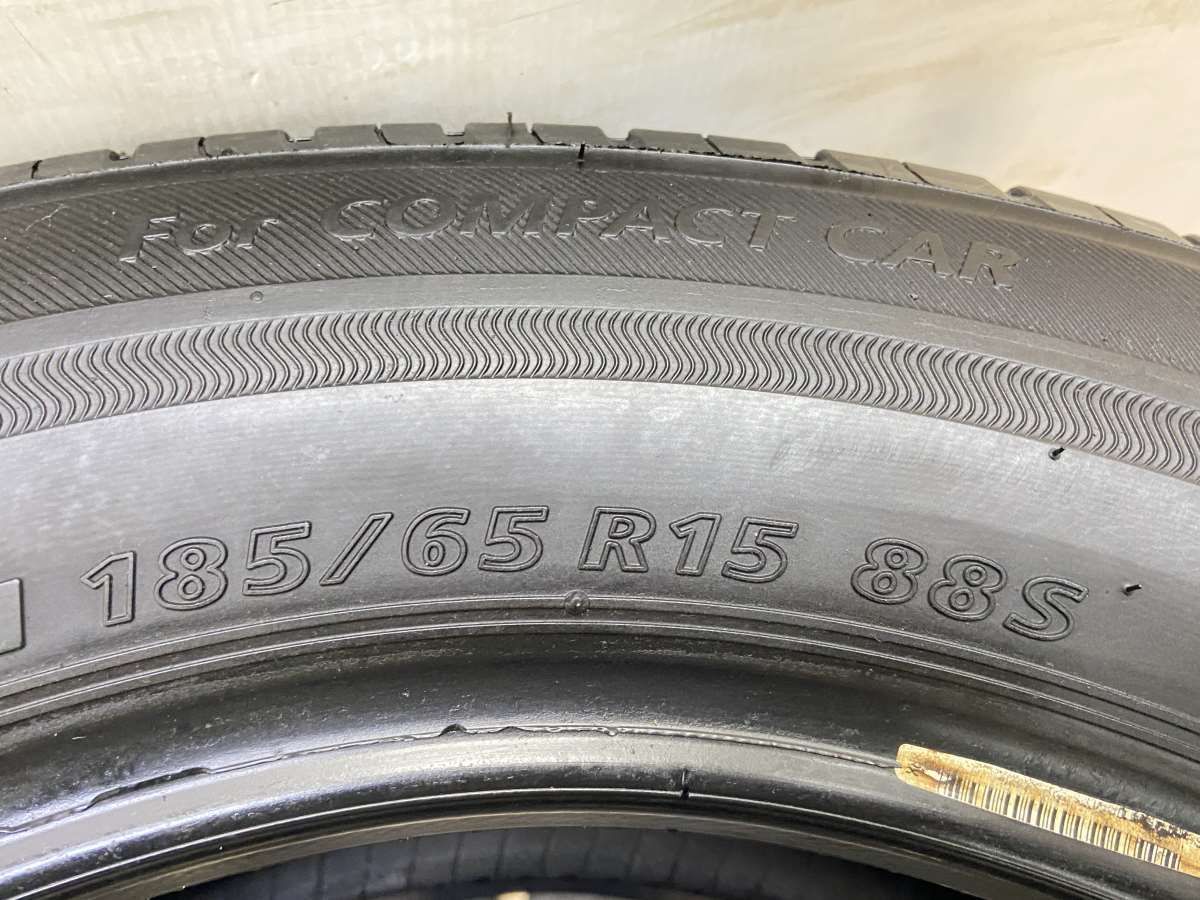 For COMPACT CAR
185/65 R15 88S